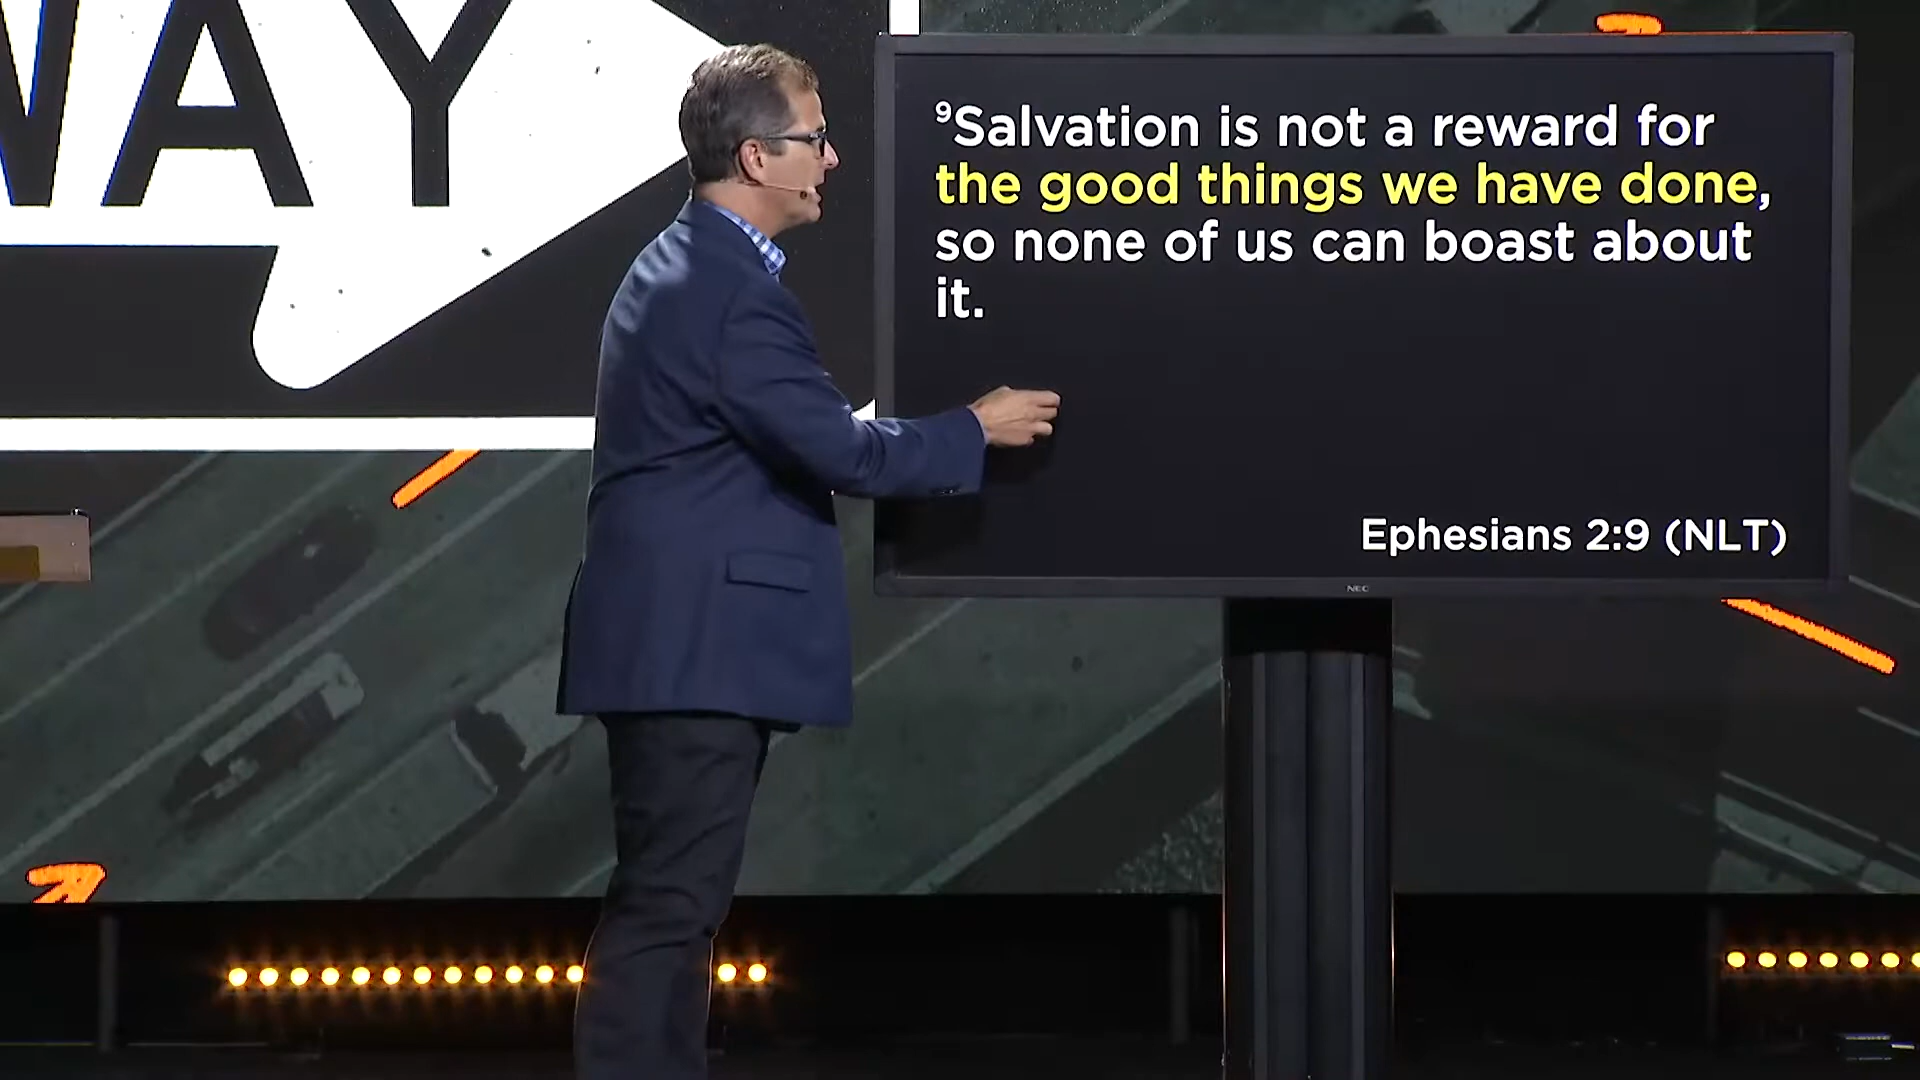 WAY
⁹Salvation is not a reward for
the good things we have done,
so none of us can boast about
it.
Ephesians 2:9 (NLT)
NEC